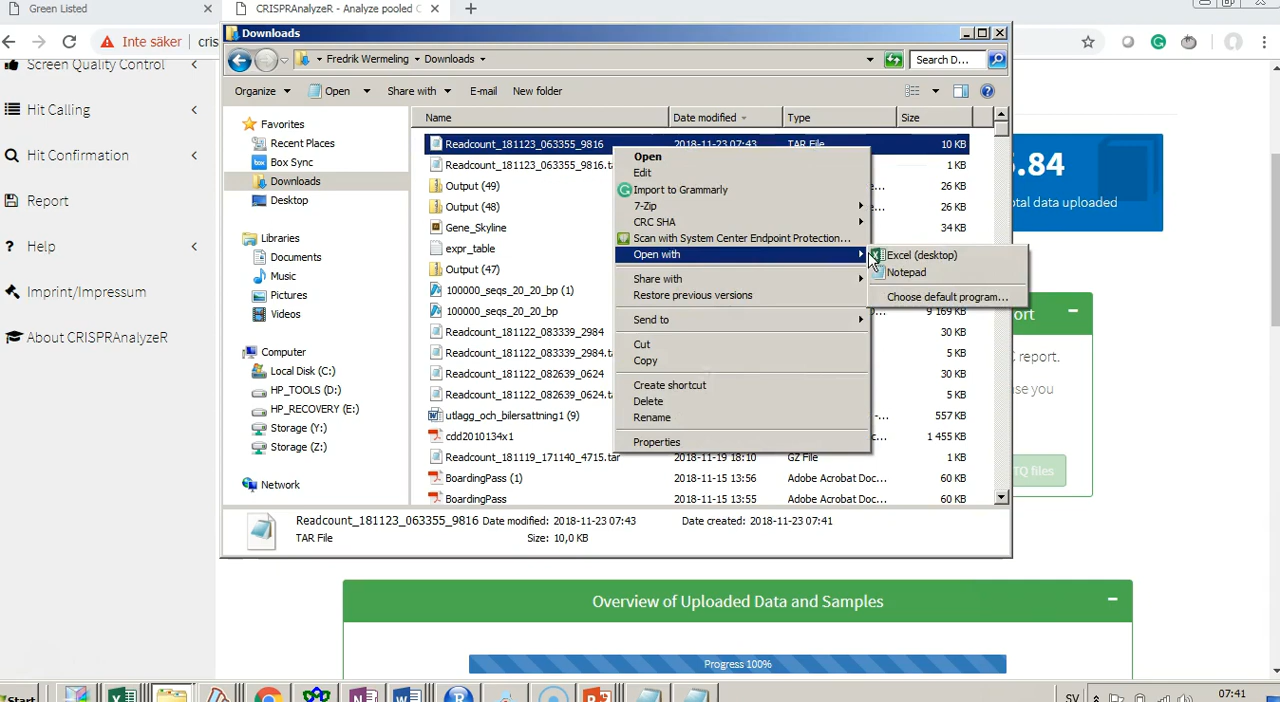 Green Listed
CRISPRAnalyzeR - Analyze pooled C
Inte säker
cris
Screen Quality Control
Hit Calling
Hit Confirmation
Report
Help
Imprint/Impressum
About CRISPRAnalyzeR
Downloads
Fredrik Wermeling
Downloads
Search D...
Organize
Open
Share with
E-mail
New folder
Favorites
Recent Places
Box Sync
Downloads
Desktop
Libraries
Documents
Music
Pictures
Videos
Computer
Local Disk (C:)
HP_TOOLS (D:)
HP_RECOVERY (E:)
Storage (Y:)
Storage (Z:)
Network
Name Date modified Type Size
Readcount_181123_063355_9816 2018-11-23 07:43 TAR File 10 KB
Readcount_181123_063355_9816.t 1 KB
Output (49) 26 KB
Output (48) 26 KB
Gene_Skyline 34 KB
expr_table
Output (47)
100000_seqs_20_20_bp (1)
100000_seqs_20_20_bp 9 169 KB
Readcount_181122_083339_2984 30 KB
Readcount_181122_083339_2984.t 5 KB
Readcount_181122_082639_0624 30 KB
Readcount_181122_082639_0624.t 5 KB
utlagg_och_bilersattning1 (9) 557 KB
cdd2010134x1 1 455 KB
Readcount_181119_171140_4715.tar 2018-11-19 18:10 GZ File 1 KB
BoardingPass (1) 2018-11-15 13:56 Adobe Acrobat Doc... 60 KB
BoardingPass 2018-11-15 13:55 Adobe Acrobat Doc... 60 KB
Open
Edit
Import to Grammarly
7-Zip
CRC SHA
Scan with System Center Endpoint Protection...
Open with
Share with
Restore previous versions
Send to
Cut
Copy
Create shortcut
Delete
Rename
Properties
Excel (desktop)
Notepad
Choose default program...
Readcount_181123_063355_9816 Date modified: 2018-11-23 07:43 Date created: 2018-11-23 07:41
TAR File Size: 10,0 KB
.84
total data uploaded
ort
C report.
se you
TQ files
Overview of Uploaded Data and Samples
Progress 100%
Start
SV
07:41